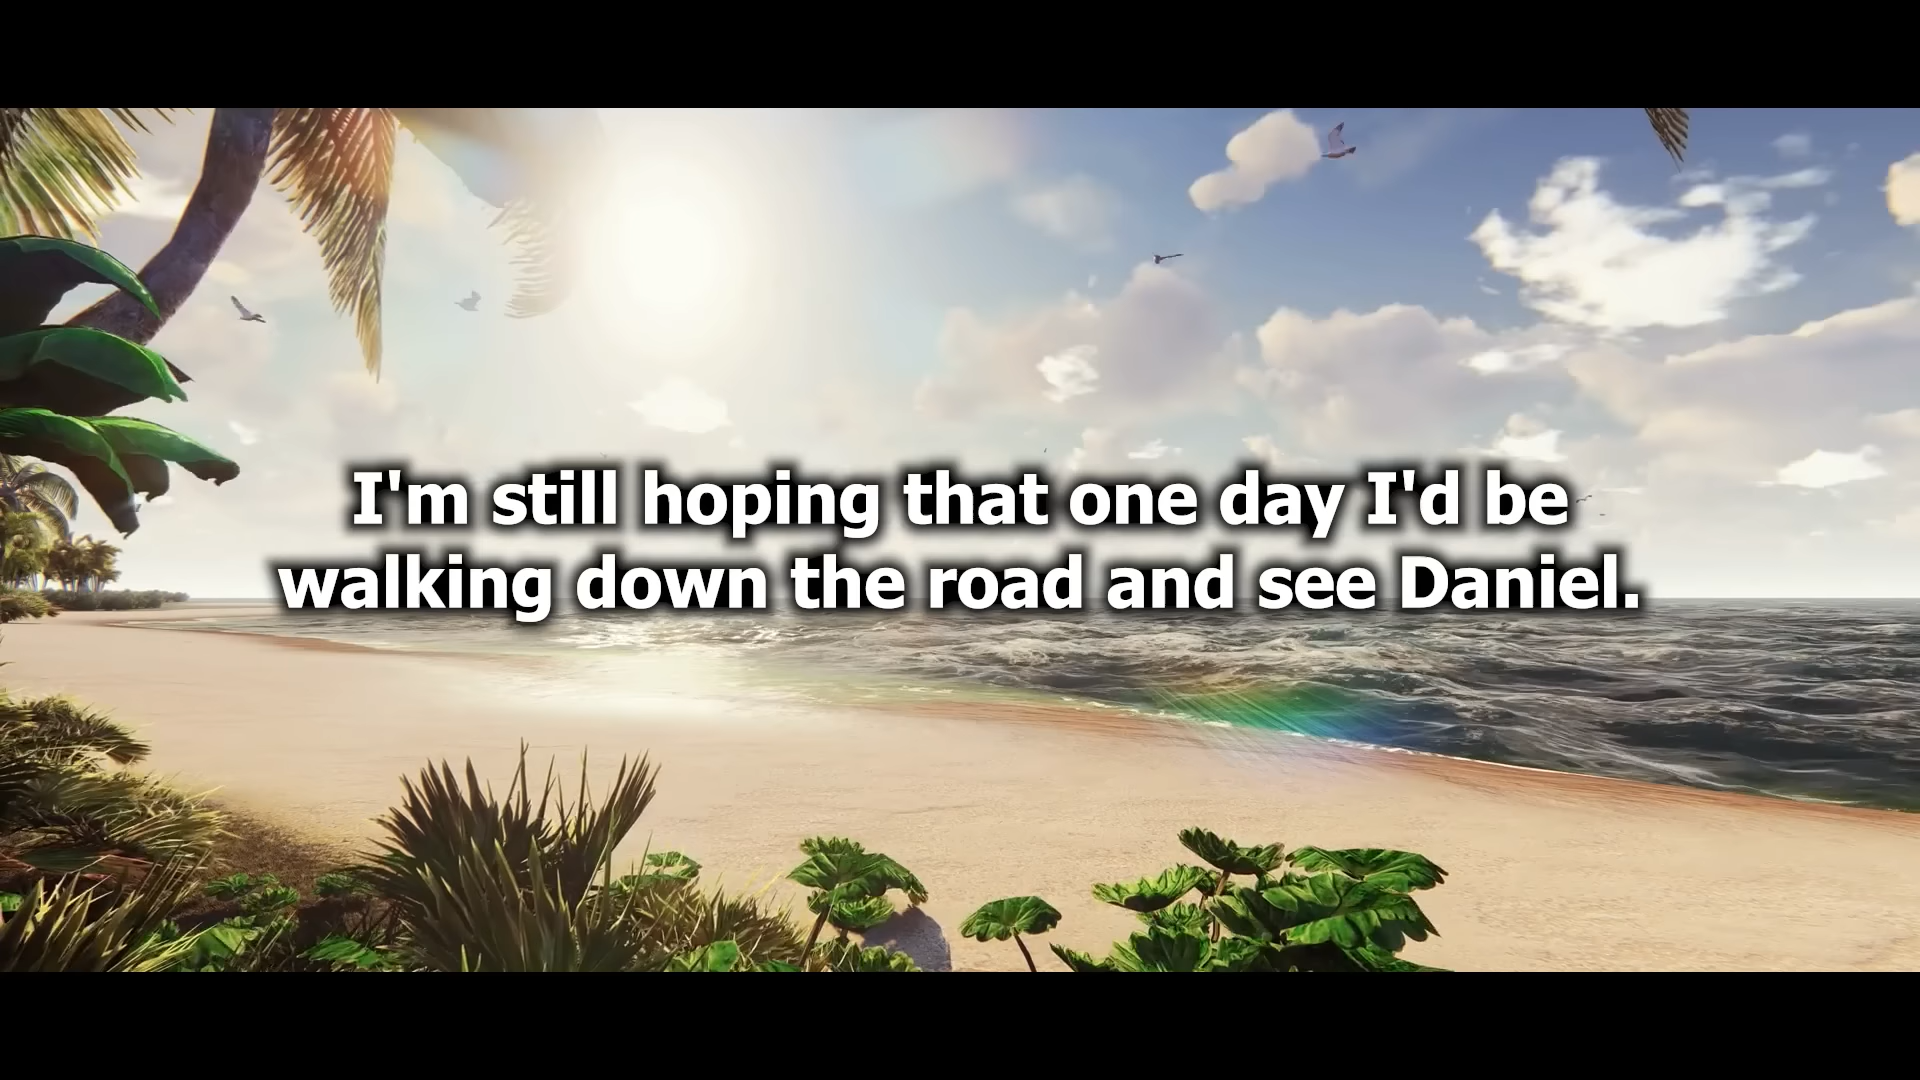 I'm still hoping that one day I'd be
walking down the road and see Daniel.